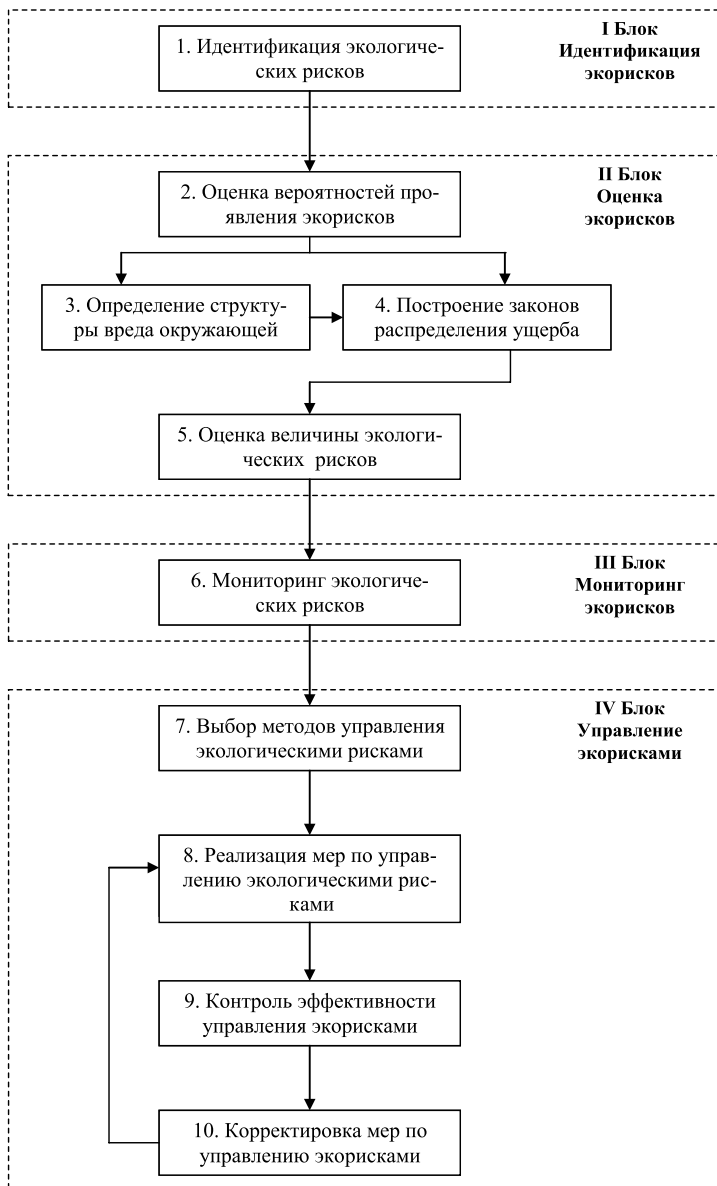 1. Идентификация экологиче-
ских рисков
I Блок
Идентификация
экорисков
2. Оценка вероятностей про-
явления экорисков
II Блок
Оценка
экорисков
3. Определение структу-
ры вреда окружающей
4. Построение законов
распределения ущерба
5. Оценка величины экологи-
ческих рисков
6. Мониторинг экологиче-
ских рисков
III Блок
Мониторинг
экорисков
7. Выбор методов управления
экологическими рисками
IV Блок
Управление
экорисками
8. Реализация мер по управ-
лению экологическими рис-
ками
9. Контроль эффективности
управления экорисками
10. Корректировка мер по
управлению экорисками